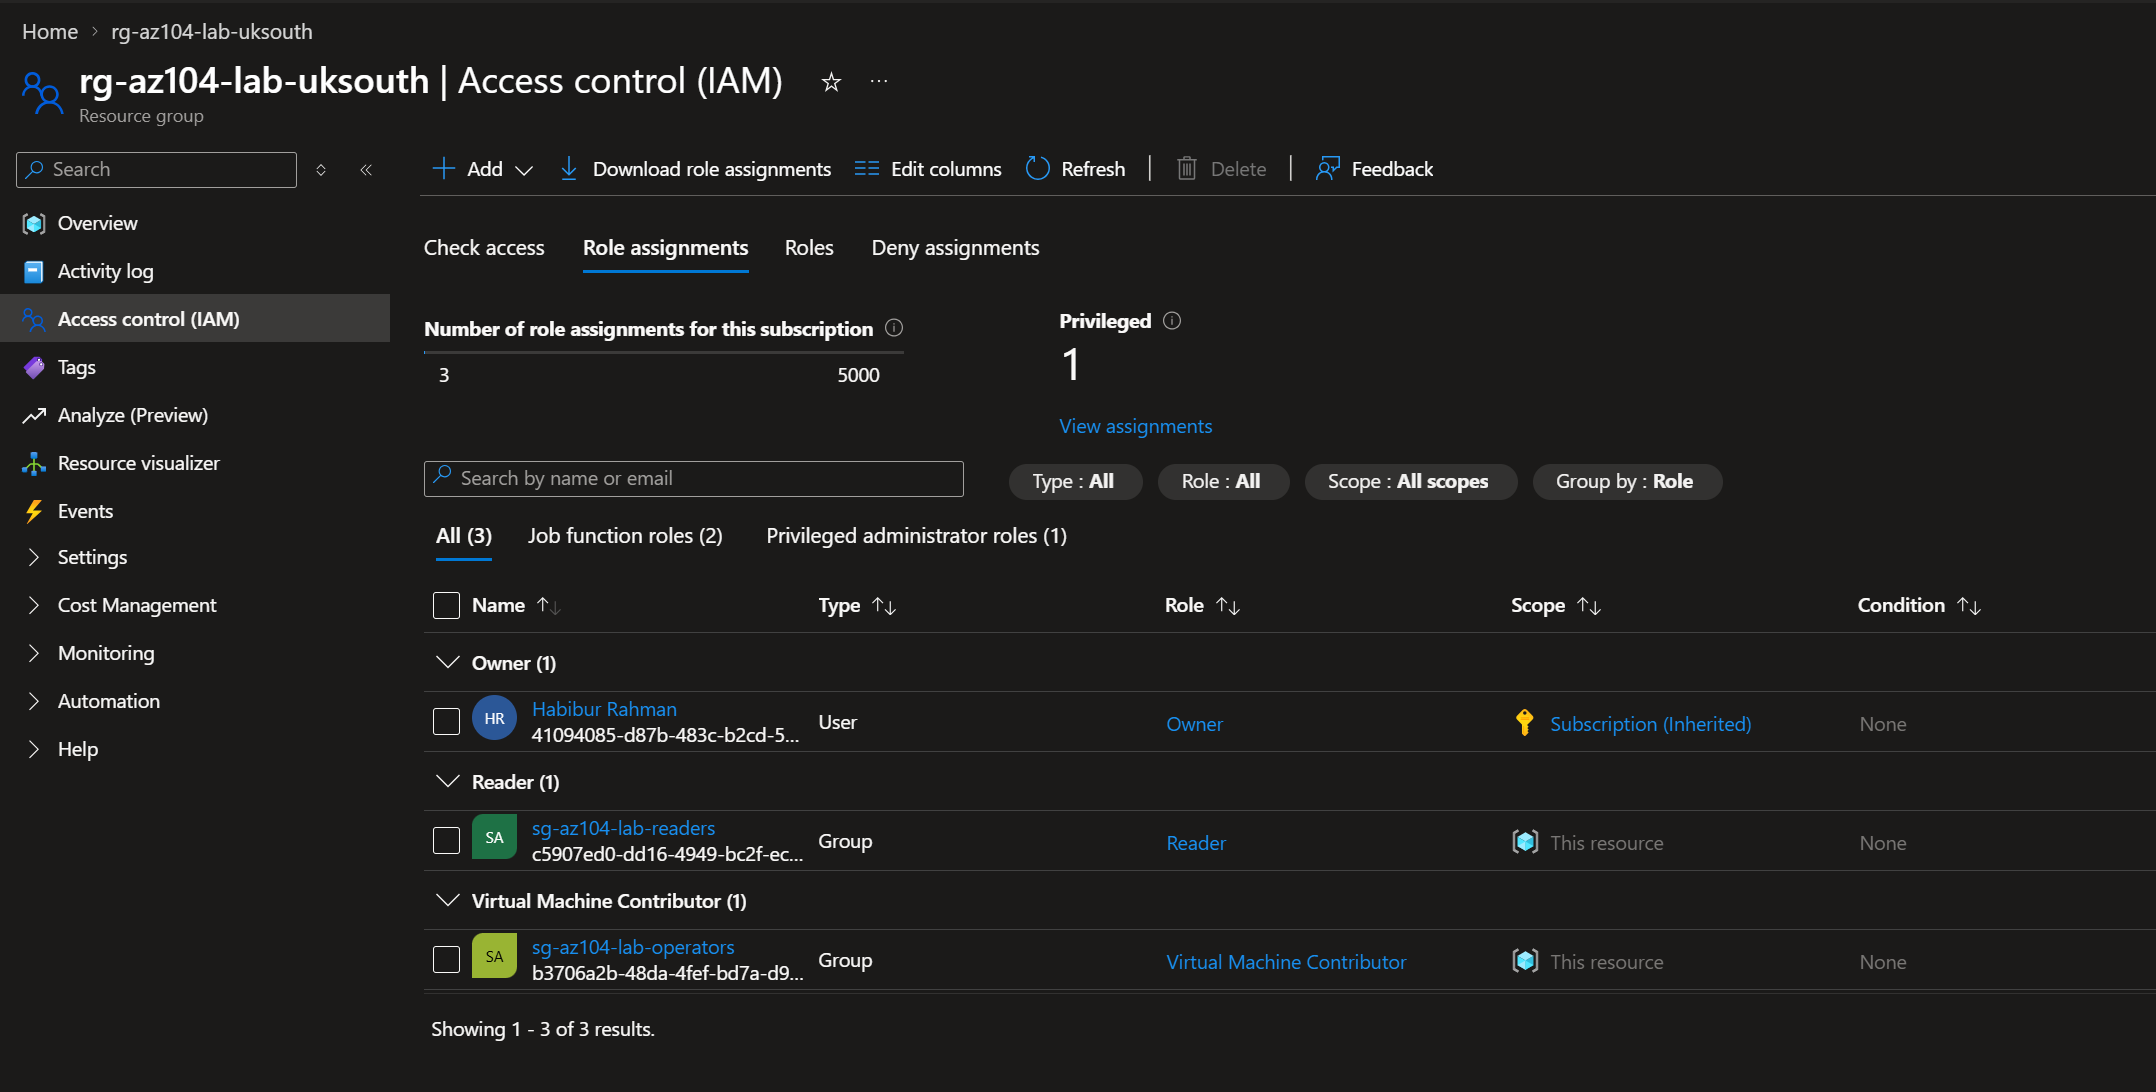 Home > rg-az104-lab-uksouth
rg-az104-lab-uksouth | Access control (IAM) ...
Resource group
Search
Add Download role assignments Edit columns Refresh | Delete | Feedback
Overview
Activity log
Access control (IAM)
Tags
Analyze (Preview)
Resource visualizer
Events
Settings
Cost Management
Monitoring
Automation
Help
Check access Role assignments Roles Deny assignments
Number of role assignments for this subscription
3 5000
Privileged
1
View assignments
Search by name or email
Type : All Role : All Scope : All scopes Group by : Role
All (3) Job function roles (2) Privileged administrator roles (1)
Name Type Role Scope Condition
Owner (1)
HR Habibur Rahman
41094085-d87b-483c-b2cd-5... User Owner Subscription (Inherited) None
Reader (1)
SA sg-az104-lab-readers
c5907ed0-dd16-4949-bc2f-ec... Group Reader This resource None
Virtual Machine Contributor (1)
SA sg-az104-lab-operators
b3706a2b-48da-4fef-bd7a-d9... Group Virtual Machine Contributor This resource None
Showing 1 - 3 of 3 results.